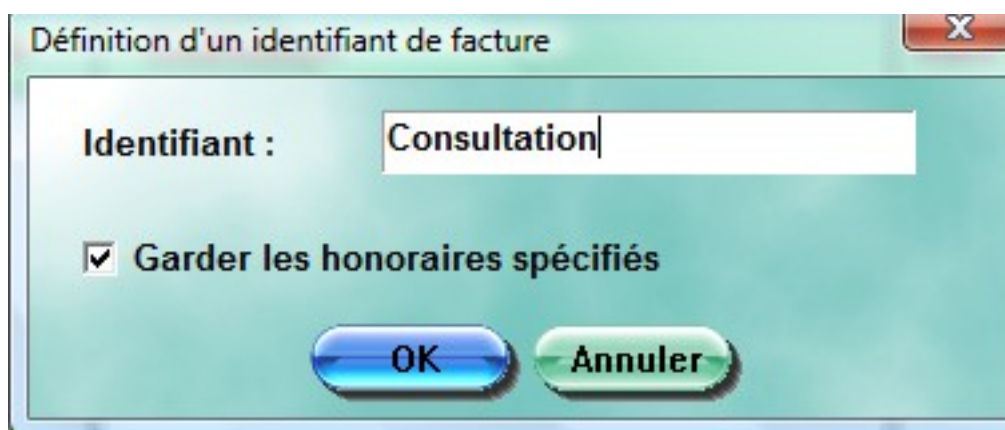 Définition d'un identifiant de facture
Identifiant : Consultation
Garder les honoraires spécifiés
OK Annuler